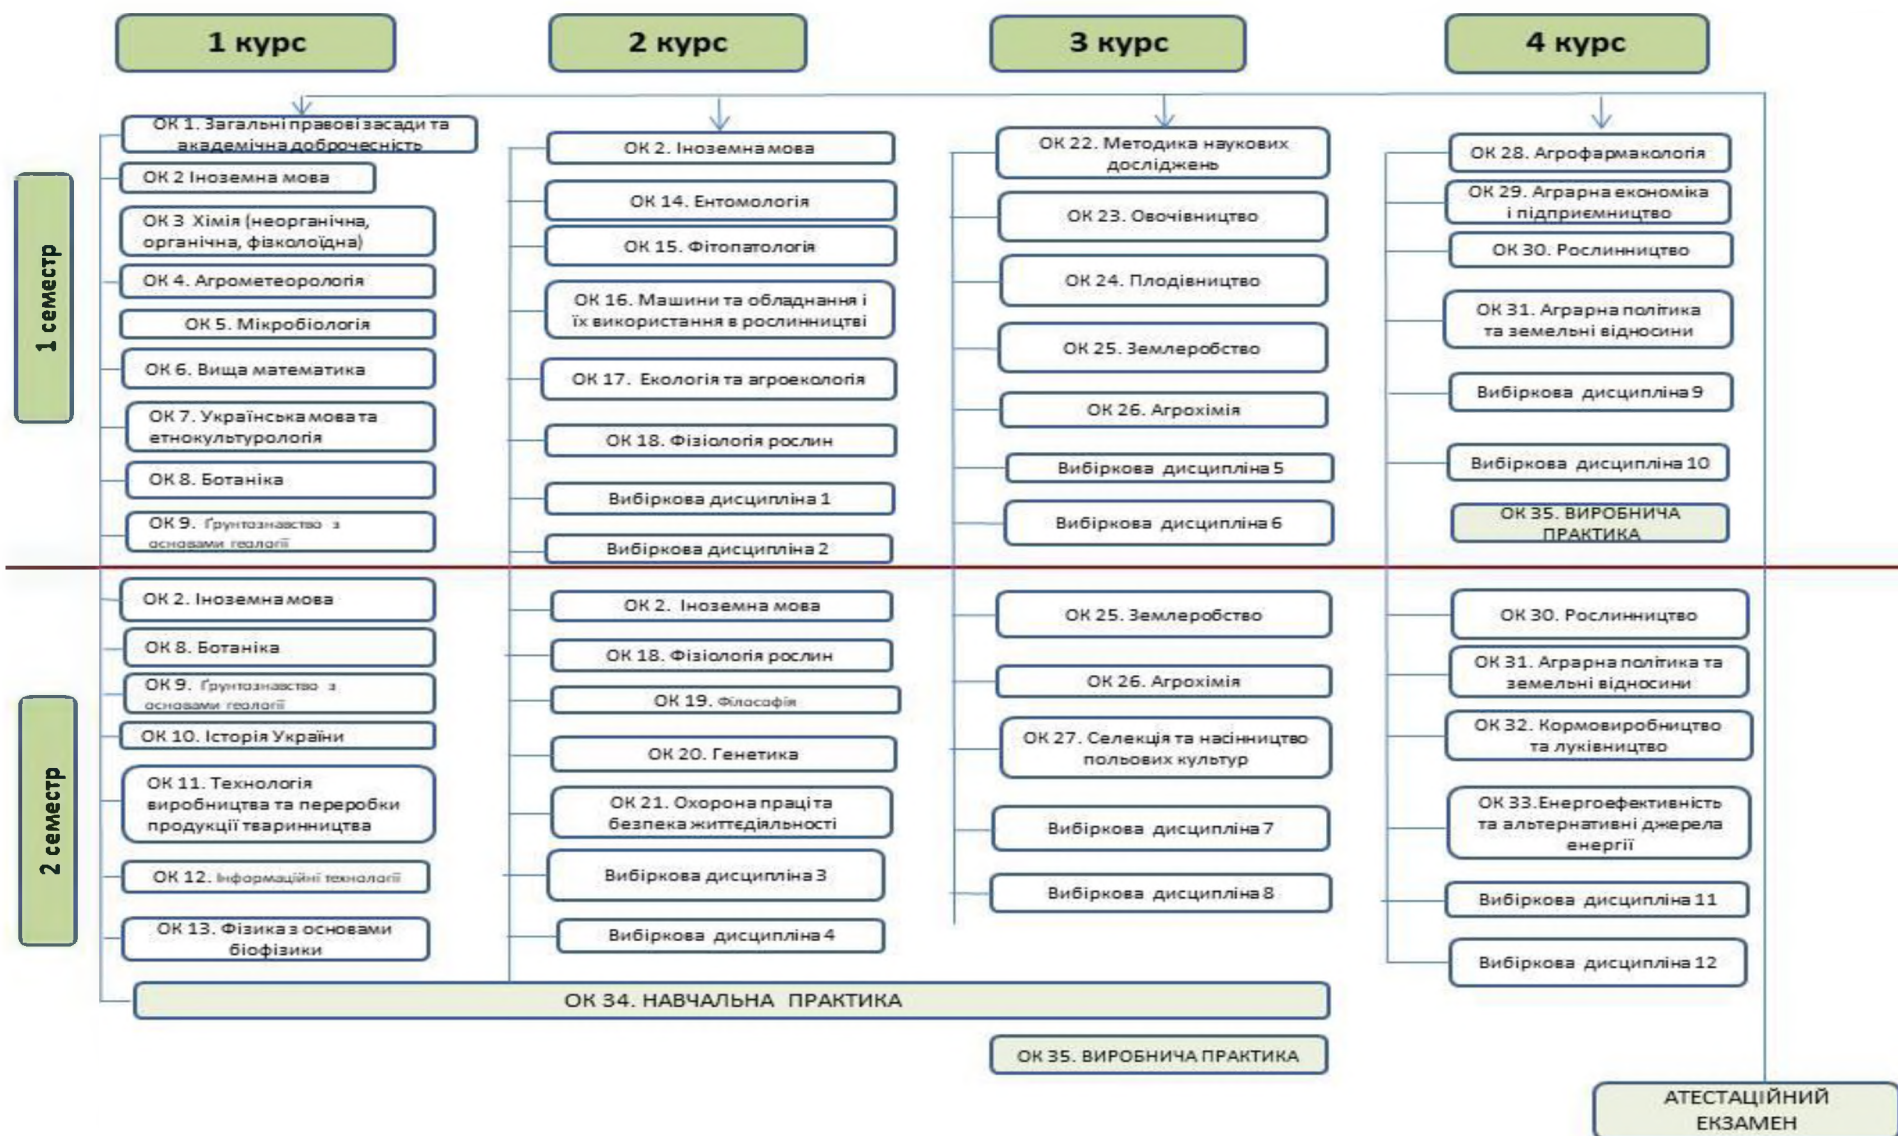 1 курс
2 курс
3 курс
4 курс
1 семестр
ОК 1. Загальні правові засади та
академічна доброчесність
ОК 2 Іноземна мова
ОК 3 Хімія (неорганічна,
органічна, фізколоїдна)
ОК 4. Агрометеорологія
ОК 5. Мікробіологія
ОК 6. Вища математика
ОК 7. Українська мова та
етнокультурологія
ОК 8. Ботаніка
ОК 9. Ґрунтознавство з
основами геології
ОК 2. Іноземна мова
ОК 14. Ентомологія
ОК 15. Фітопатологія
ОК 16. Машини та обладнання і
їх використання в рослинництві
ОК 17. Екологія та агроекологія
ОК 18. Фізіологія рослин
Вибіркова дисципліна 1
Вибіркова дисципліна 2
ОК 22. Методика наукових
досліджень
ОК 23. Овочівництво
ОК 24. Плодівництво
ОК 25. Землеробство
ОК 26. Агрохімія
Вибіркова дисципліна 5
Вибіркова дисципліна 6
ОК 28. Агрофармакологія
ОК 29. Аграрна економіка
і підприємництво
ОК 30. Рослинництво
ОК 31. Аграрна політика
та земельні відносини
Вибіркова дисципліна 9
Вибіркова дисципліна 10
ОК 35. ВИРОБНИЧА
ПРАКТИКА
2 семестр
ОК 2. Іноземна мова
ОК 8. Ботаніка
ОК 9. Ґрунтознавство з
основами геології
ОК 10. Історія України
ОК 11. Технологія
виробництва та переробки
продукції тваринництва
ОК 12. Інформаційні технології
ОК 13. Фізика з основами
біофізики
ОК 2. Іноземна мова
ОК 18. Фізіологія рослин
ОК 19. Філософія
ОК 20. Генетика
ОК 21. Охорона праці та
безпека життєдіяльності
Вибіркова дисципліна 3
Вибіркова дисципліна 4
ОК 25. Землеробство
ОК 26. Агрохімія
ОК 27. Селекція та насінництво
польових культур
Вибіркова дисципліна 7
Вибіркова дисципліна 8
ОК 30. Рослинництво
ОК 31. Аграрна політика та
земельні відносини
ОК 32. Кормовиробництво
та луківництво
ОК 33.Енергоефективність
та альтернативні джерела
енергії
Вибіркова дисципліна 11
Вибіркова дисципліна 12
ОК 34. НАВЧАЛЬНА ПРАКТИКА
ОК 35. ВИРОБНИЧА ПРАКТИКА
АТЕСТАЦІЙНИЙ
ЕКЗАМЕН